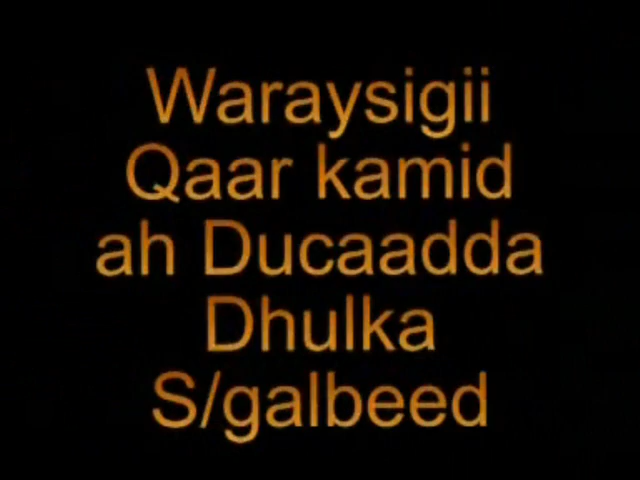 Waraysigii
Qaar kamid
ah Ducaadda
Dhulka
S/galbeed